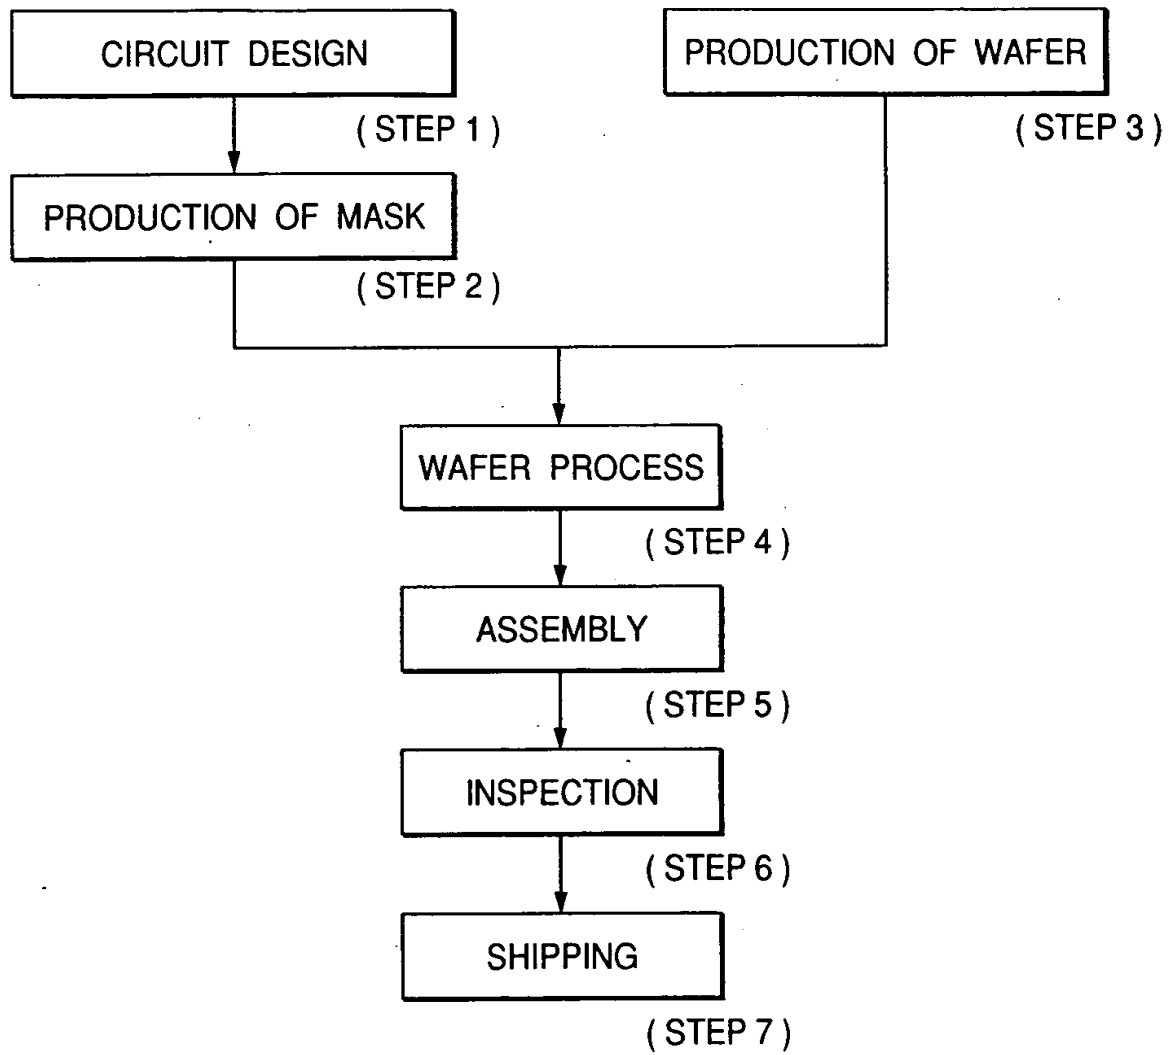 CIRCUIT DESIGN
( STEP 1 )
PRODUCTION OF MASK
( STEP 2 )
PRODUCTION OF WAFER
( STEP 3 )
WAFER PROCESS
( STEP 4 )
ASSEMBLY
( STEP 5 )
INSPECTION
( STEP 6 )
SHIPPING
( STEP 7 )